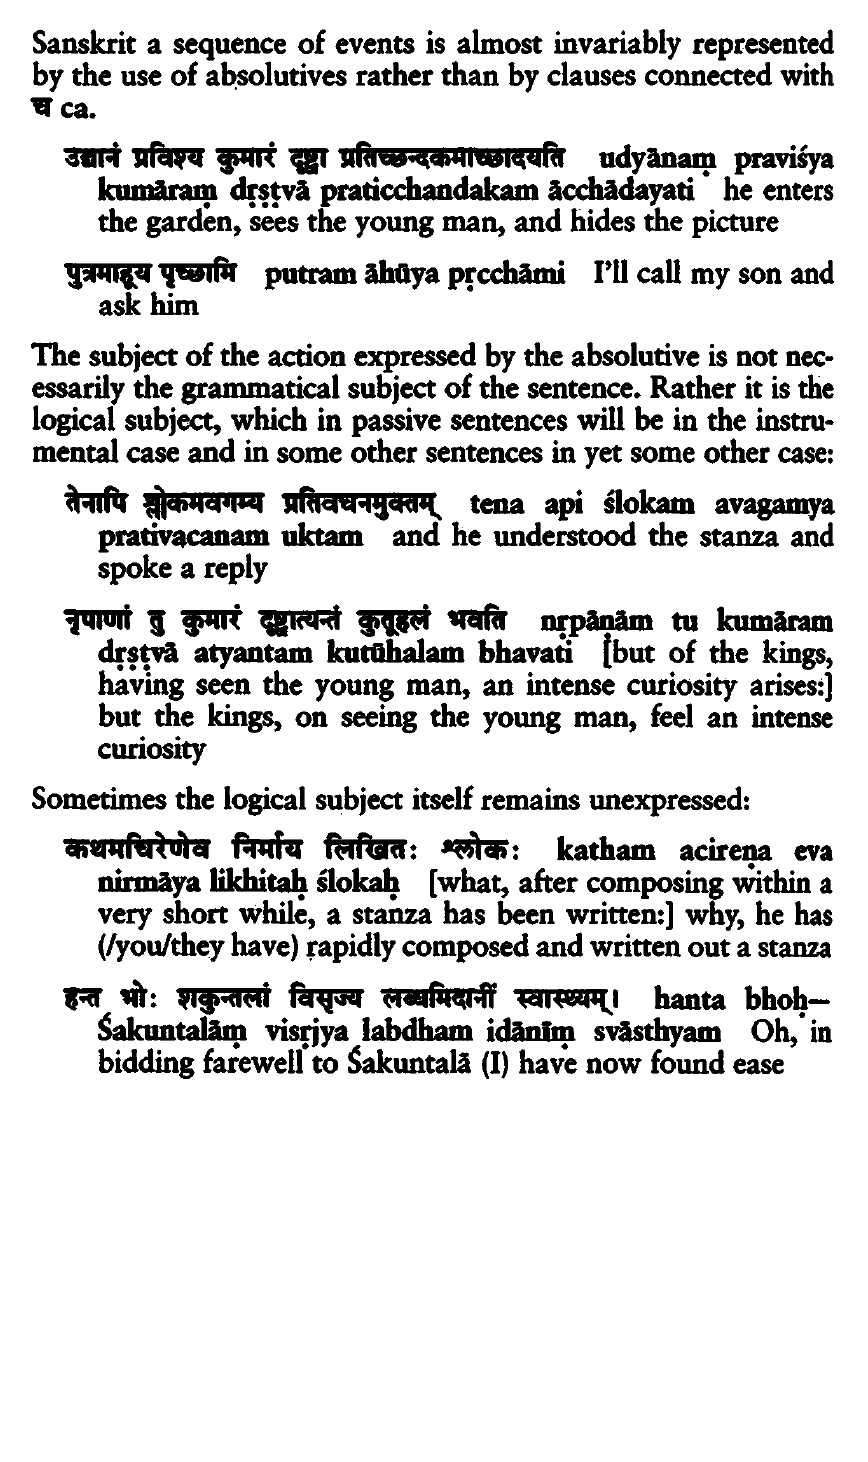 Sanskrit a sequence of events is almost invariably represented
by the use of absolutives rather than by clauses connected with
च ca.
उद्यानं प्रविश्य कुमारं दृष्ट्वा प्रतिच्छन्दकमाच्छादयति udyānaṃ praviśya
kumāraṃ dṛṣṭvā praticchandakam ācchādayati he enters
the garden, sees the young man, and hides the picture
पुत्रमाहूय पृच्छामि putram āhūya pṛcchāmi I’ll call my son and
ask him
The subject of the action expressed by the absolutive is not nec-
essarily the grammatical subject of the sentence. Rather it is the
logical subject, which in passive sentences will be in the instru-
mental case and in some other sentences in yet some other case:
तेनापि श्लोकमवगम्य प्रतिवचनमुक्तम् tena api ślokam avagamya
prativacanam uktam and he understood the stanza and
spoke a reply
नृपाणां तु कुमारं दृष्ट्वात्यन्तं कुतूहलं भवति nṛpāṇām tu kumāram
dṛṣṭvā atyantam kutūhalam bhavati [but of the kings,
having seen the young man, an intense curiosity arises:]
but the kings, on seeing the young man, feel an intense
curiosity
Sometimes the logical subject itself remains unexpressed:
कथमचिरेणेव निर्माय लिखितः श्लोकः katham acireṇa eva
nirmāya likhitaḥ ślokaḥ [what, after composing within a
very short while, a stanza has been written:] why, he has
(/you/they have) rapidly composed and written out a stanza
हन्त भोः शकुन्तलां विसृज्य लब्धमिदानीं स्वास्थ्यम्। hanta bhoḥ—
Śakuntalāṃ visṛjya labdham idānīṃ svāsthyam Oh, in
bidding farewell to Śakuntalā (I) have now found ease